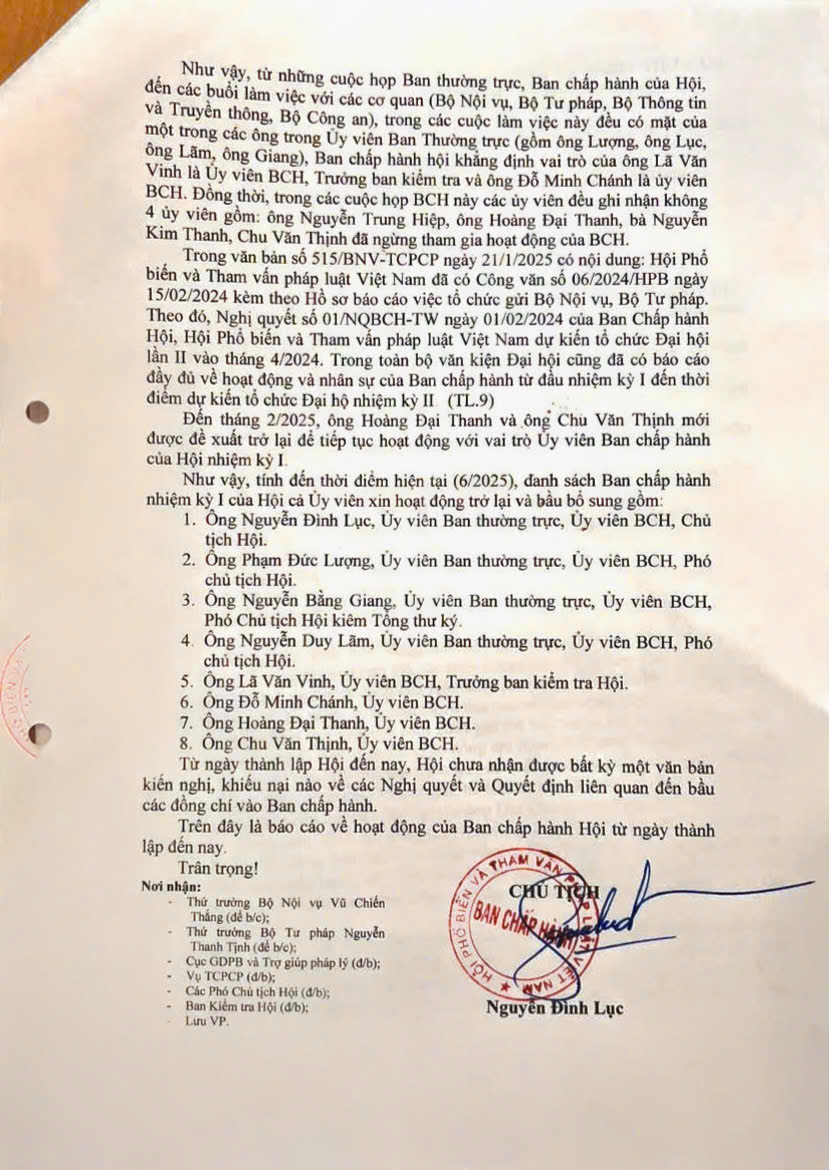 Như vậy, từ những cuộc họp Ban thường trực, Ban chấp hành của Hội,
đến các buổi làm việc với các cơ quan (Bộ Nội vụ, Bộ Tư pháp, Bộ Thông tin
và Truyền thông, Bộ Công an), trong các cuộc làm việc này đều có mặt của
một trong các ông trong Ủy viên Ban Thường trực (gồm ông Lượng, ông Lục,
ông Lãm, ông Giang), Ban chấp hành hội khẳng định vai trò của ông Lã Văn
Vinh là Ủy viên BCH, Trưởng ban kiểm tra và ông Đỗ Minh Chánh là ủy viên
BCH. Đồng thời, trong các cuộc họp BCH này các ủy viên đều ghi nhận không
4 ủy viên gồm: ông Nguyễn Trung Hiệp, ông Hoàng Đại Thanh, bà Nguyễn
Kim Thanh, Chu Văn Thịnh đã ngừng tham gia hoạt động của BCH.
Trong văn bản số 515/BNV-TCPCP ngày 21/1/2025 có nội dung: Hội Phổ
biến và Tham vấn pháp luật Việt Nam đã có Công văn số 06/2024/HPB ngày
15/02/2024 kèm theo Hồ sơ báo cáo việc tổ chức gửi Bộ Nội vụ, Bộ Tư pháp.
Theo đó, Nghị quyết số 01/NQBCH-TW ngày 01/02/2024 của Ban Chấp hành
Hội, Hội Phổ biến và Tham vấn pháp luật Việt Nam dự kiến tổ chức Đại hội
lần II vào tháng 4/2024. Trong toàn bộ văn kiện Đại hội cũng đã có báo cáo
đầy đủ về hoạt động và nhân sự của Ban chấp hành từ đầu nhiệm kỳ I đến thời
điểm dự kiến tổ chức Đại hộ nhiệm kỳ II (TL.9)
Đến tháng 2/2025, ông Hoàng Đại Thanh và ông Chu Văn Thịnh mới
được đề xuất trở lại để tiếp tục hoạt động với vai trò Ủy viên Ban chấp hành
của Hội nhiệm kỳ I.
Như vậy, tính đến thời điểm hiện tại (6/2025), danh sách Ban chấp hành
nhiệm kỳ I của Hội cả Ủy viên xin hoạt động trở lại và bầu bổ sung gồm:
1. Ông Nguyễn Đình Lục, Ủy viên Ban thường trực, Ủy viên BCH, Chủ
tịch Hội.
2. Ông Phạm Đức Lượng, Ủy viên Ban thường trực, Ủy viên BCH, Phó
chủ tịch Hội.
3. Ông Nguyễn Bằng Giang, Ủy viên Ban thường trực, Ủy viên BCH,
Phó Chủ tịch Hội kiêm Tổng thư ký.
4. Ông Nguyễn Duy Lãm, Ủy viên Ban thường trực, Ủy viên BCH, Phó
chủ tịch Hội.
5. Ông Lã Văn Vinh, Ủy viên BCH, Trưởng ban kiểm tra Hội.
6. Ông Đỗ Minh Chánh, Ủy viên BCH.
7. Ông Hoàng Đại Thanh, Ủy viên BCH.
8. Ông Chu Văn Thịnh, Ủy viên BCH.
Từ ngày thành lập Hội đến nay, Hội chưa nhận được bất kỳ một văn bản
kiến nghị, khiếu nại nào về các Nghị quyết và Quyết định liên quan đến bầu
các đồng chí vào Ban chấp hành.
Trên đây là báo cáo về hoạt động của Ban chấp hành Hội từ ngày thành
lập đến nay.
Trân trọng!
Nơi nhận:
- Thứ trưởng Bộ Nội vụ Vũ Chiến
Thắng (để b/c);
- Thứ trưởng Bộ Tư pháp Nguyễn
Thanh Tịnh (để b/c);
- Cục GDPB và Trợ giúp pháp lý (đ/b);
- Vụ TCPCP (đ/b);
- Các Phó Chủ tịch Hội (đ/b);
- Ban Kiểm tra Hội (đ/b);
- Lưu VP.
CHỦ TỊCH
HỘI PHỔ BIẾN VÀ THAM VẤN PHÁP LUẬT VIỆT NAM
BAN CHẤP HÀNH
Nguyễn Đình Lục